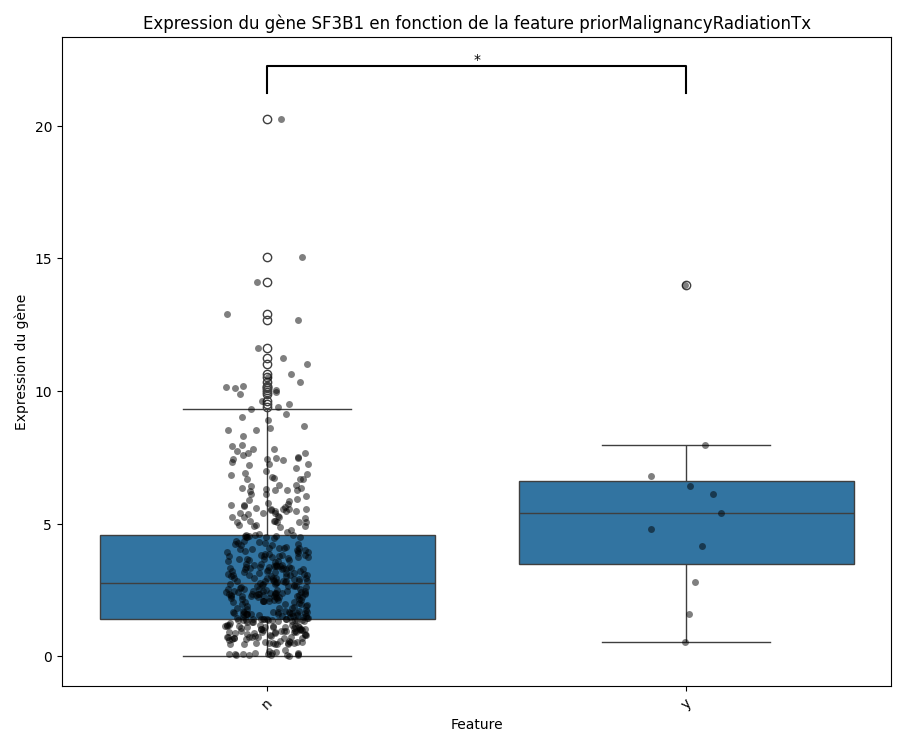 Expression du gène SF3B1 en fonction de la feature priorMalignancyRadiationTx
*
20
15
10
5
0
Expression du gène
n
y
Feature